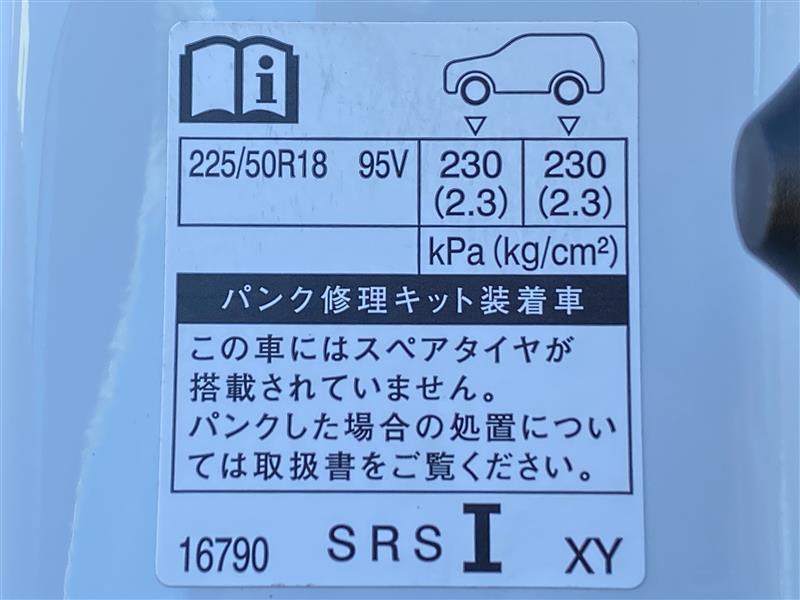 225/50R18 95V 230 (2.3) 230 (2.3)
kPa (kg/cm²)
パンク修理キット装着車
この車にはスペアタイヤが
搭載されていません。
パンクした場合の処置につい
ては取扱書をご覧ください。
16790 SRS I XY